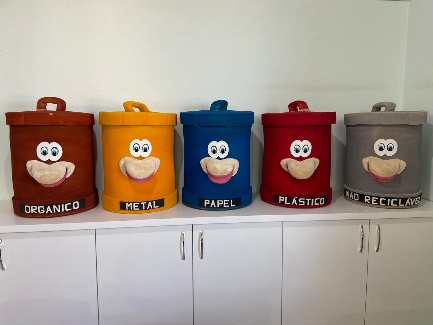 ORGANICO
METAL
PAPEL
PLÁSTICO
NÃO RECICLÁVEL